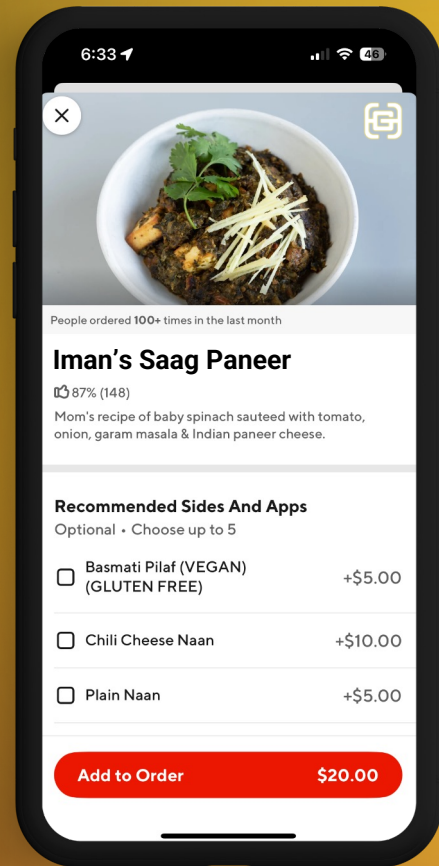 6:33
46
G
People ordered 100+ times in the last month
Iman's Saag Paneer
87% (148)
Mom's recipe of baby spinach sauteed with tomato,
onion, garam masala & Indian paneer cheese.
Recommended Sides And Apps
Optional • Choose up to 5
Basmati Pilaf (VEGAN)
(GLUTEN FREE) +$5.00
Chili Cheese Naan +$10.00
Plain Naan +$5.00
Add to Order $20.00